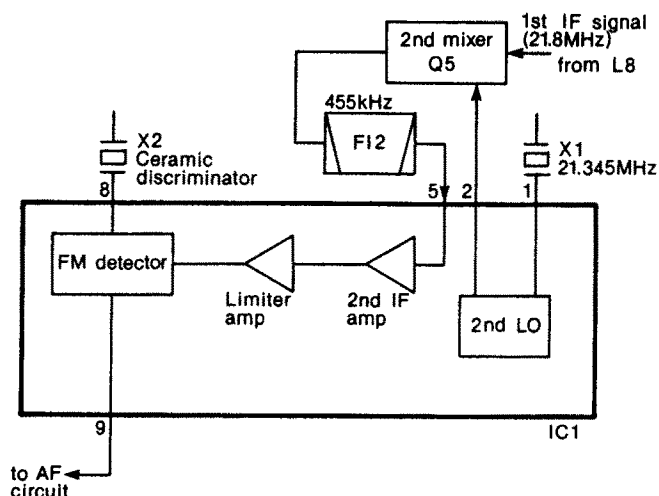 1st IF signal
(21.8MHz)
from L8
2nd mixer
Q5
455kHz
FI2
X2
Ceramic
discriminator
X1
21.345MHz
8
5
2
1
FM detector
Limiter
amp
2nd IF
amp
2nd LO
9
IC1
to AF
circuit